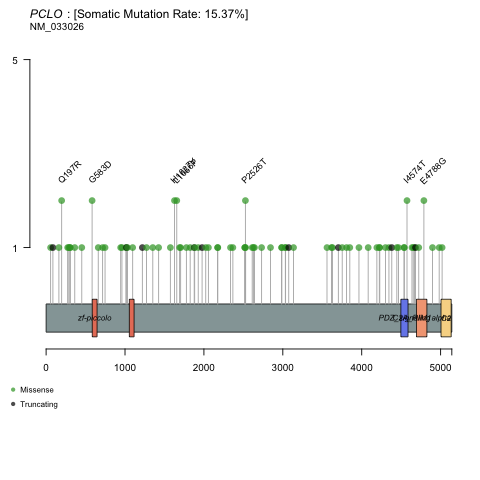 PCLO : [Somatic Mutation Rate: 15.37%]
NM_033026
5
Q197R
G583D
P2526T
I4574T
E4788G
1
zf-piccolo
0
1000
2000
3000
4000
5000
Missense
Truncating